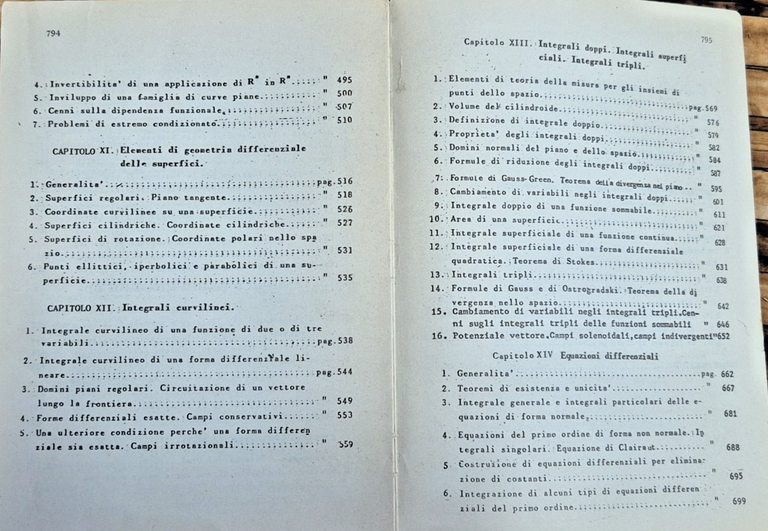 794
4. Invertibilita' di una applicazione di Rⁿ in Rⁿ..... " 495
5. Inviluppo di una famiglia di curve piane........... " 500
6. Cenni sulla dipendenza funzionale.................. " 507
7. Problemi di estremo condizionato................... " 510
CAPITOLO XI. Elementi di geometria differenziale
delle superfici.
1. Generalita'........................................pag.516
2. Superfici regolari. Piano tangente................. " 518
3. Coordinate curvilinee su una superficie............ " 526
4. Superfici cilindriche. Coordinate cilindriche...... " 527
5. Superfici di rotazione. Coordinate polari nello spa
zio................................................ " 531
6. Punti ellittici, iperbolici e parabolici di una su-
perficie........................................... " 535
CAPITOLO XII. Integrali curvilinei.
1. Integrale curvilineo di una funzione di due o di tre
variabili..........................................pag.538
2. Integrale curvilineo di una forma differenziale li-
neare..............................................pag.544
3. Domini piani regolari. Circuitazione di un vettore
lungo la frontiera................................. " 549
4. Forme differenziali esatte. Campi conservativi..... " 553
5. Una ulteriore condizione perche' una forma differen
ziale sia esatta. Campi irrotazionali.............. " 559
795
Capitolo XIII. Integrali doppi. Integrali superfi
ciali. Integrali tripli.
1. Elementi di teoria della misura per gli insiemi di
punti dello spazio.................................pag.569
2. Volume del cilindroide............................. " 576
3. Definizione di integrale doppio.................... " 579
4. Proprieta' degli integrali doppi................... " 582
5. Domini normali del piano e dello spazio............ " 584
6. Formule di riduzione degli integrali doppi......... " 587
7. Formule di Gauss-Green. Teorema della divergenza nel piano... " 595
8. Cambiamento di variabili negli integrali doppi..... " 601
9. Integrale doppio di una funzione sommabile......... " 611
10. Area di una superficie............................ " 621
11. Integrale superficiale di una funzione continua... " 628
12. Integrale superficiale di una forma differenziale
quadratica. Teorema di Stokes..................... " 631
13. Integrali tripli.................................. " 638
14. Formule di Gauss e di Ostrogradski. Teorema della di
vergenza nello spazio............................. " 642
15. Cambiamento di variabili negli integrali tripli.Cen-
ni sugli integrali tripli delle funzioni sommabili " 646
16. Potenziale vettore.Campi solenoidali,campi indivergenti"652
Capitolo XIV Equazioni differenziali
1. Generalita'........................................pag. 662
2. Teoremi di esistenza e unicita'.................... " 667
3. Integrale generale e integrali particolari delle e-
quazioni di forma normale.......................... " 681
4. Equazioni del primo ordine di forma non normale. In
tegrali singolari. Equazione di Clairaut........... " 688
5 Costruzione di equazioni differenziali per elimina-
zione di costanti.................................. " 695
6. Integrazione di alcuni tipi di equazioni differen
ziali del primo ordine............................. " 699